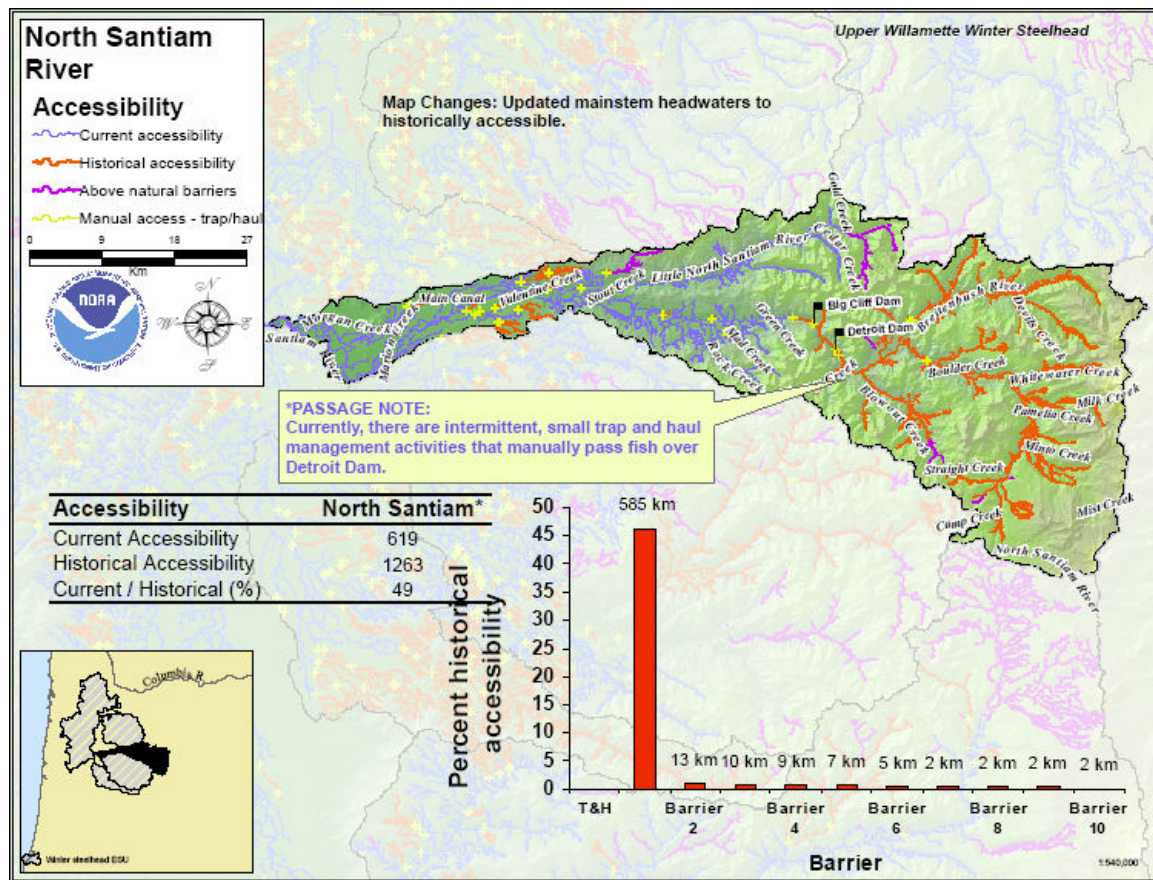 North Santiam
River
Accessibility
Current accessibility
Historical accessibility
Above natural barriers
Manual access - trap/haul
0 9 18 27
Km
NOAA
N
W E
S
Upper Willamette Winter Steelhead
Map Changes: Updated mainstem headwaters to
historically accessible.
Gold Creek
Cedar Creek
Little North Santiam River
Stout Creek
Valentine Creek
Main Canal
Morgan Creek
Marion Creek
Santiam River
Big Cliff Dam
Detroit Dam
Breitenbush River
Devils Creek
Green Creek
Mad Creek
Rock Creek
Creek
Boulder Creek
Whitewater Creek
Milk Creek
Pamelia Creek
Blowout Creek
Minto Creek
Straight Creek
Mist Creek
Camp Creek
North Santiam River
*PASSAGE NOTE:
Currently, there are intermittent, small trap and haul
management activities that manually pass fish over
Detroit Dam.
Accessibility North Santiam*
Current Accessibility 619
Historical Accessibility 1263
Current / Historical (%) 49
Columbia R.
Winter steelhead ESU
Percent historical
accessibility
50
45
40
35
30
25
20
15
10
5
0
585 km
13 km 10 km 9 km 7 km 5 km 2 km 2 km 2 km 2 km
T&H Barrier 2 Barrier 4 Barrier 6 Barrier 8 Barrier 10
Barrier
1:540,000